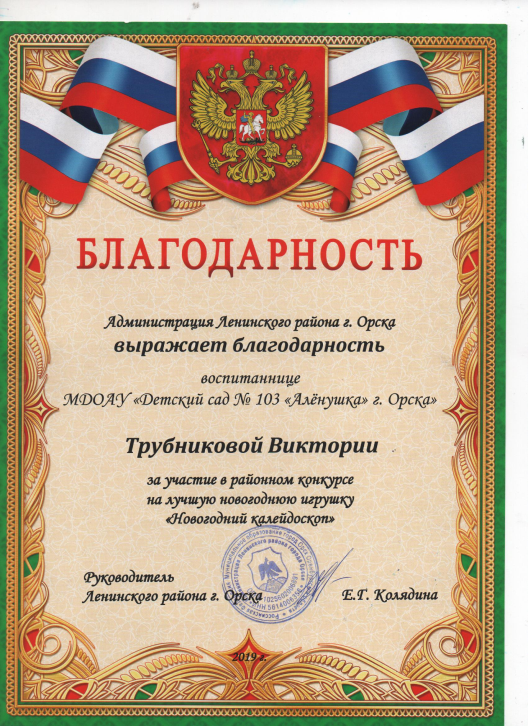 БЛАГОДАРНОСТЬ
Администрация Ленинского района г. Орска
выражает благодарность
воспитаннице
МДОАУ «Детский сад № 103 «Алёнушка» г. Орска»
Трубниковой Виктории
за участие в районном конкурсе
на лучшую новогоднюю игрушку
«Новогодний калейдоскоп»
Руководитель
Ленинского района г. Орска Е.Г. Колядина
2019 г.